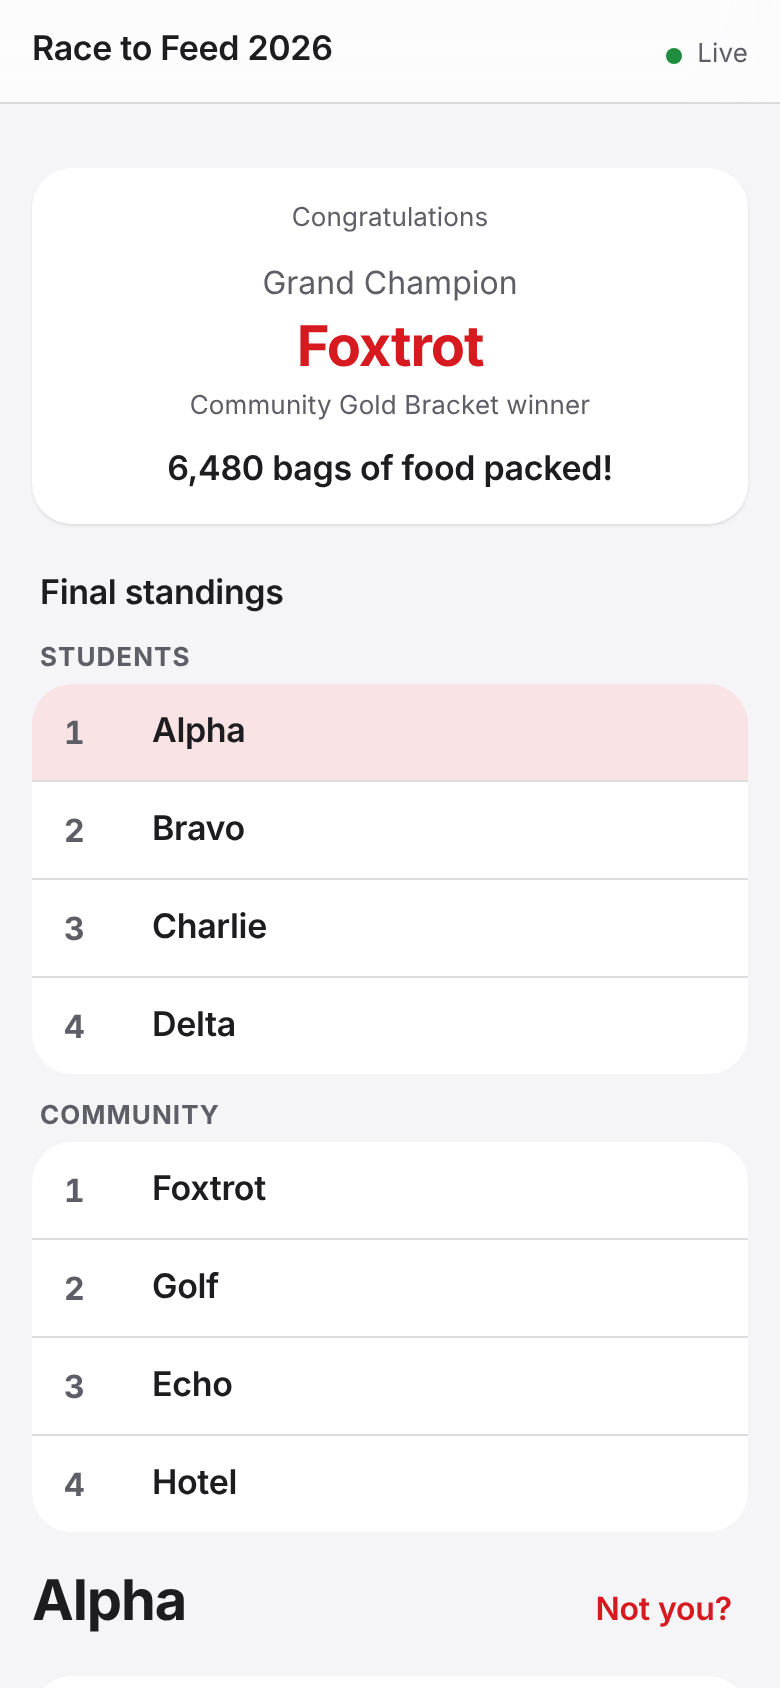 Race to Feed 2026
Live
Congratulations
Grand Champion
Foxtrot
Community Gold Bracket winner
6,480 bags of food packed!
Final standings
STUDENTS
1 Alpha
2 Bravo
3 Charlie
4 Delta
COMMUNITY
1 Foxtrot
2 Golf
3 Echo
4 Hotel
Alpha
Not you?